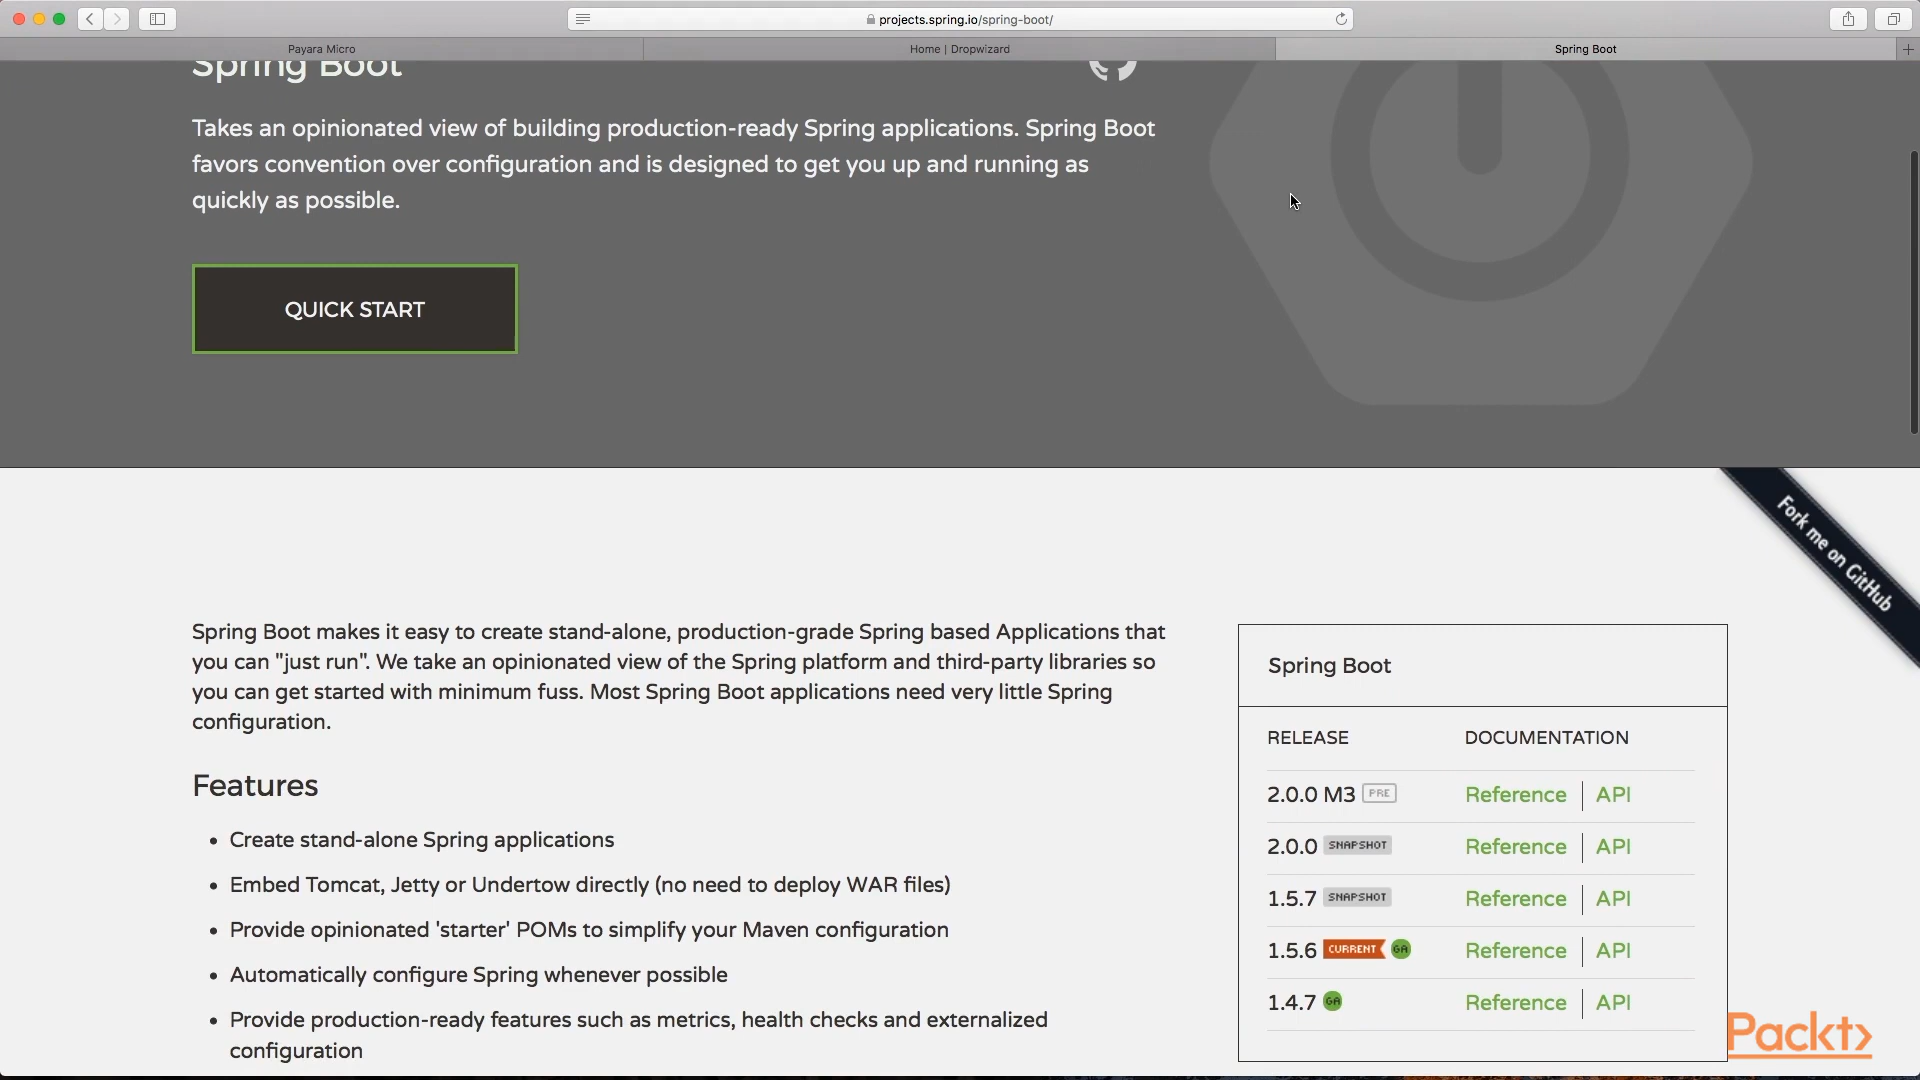 projects.spring.io/spring-boot/
Payara Micro
Home | Dropwizard
Spring Boot
Spring Boot
Takes an opinionated view of building production-ready Spring applications. Spring Boot
favors convention over configuration and is designed to get you up and running as
quickly as possible.
QUICK START
Fork me on GitHub
Spring Boot makes it easy to create stand-alone, production-grade Spring based Applications that
you can "just run". We take an opinionated view of the Spring platform and third-party libraries so
you can get started with minimum fuss. Most Spring Boot applications need very little Spring
configuration.
Features
• Create stand-alone Spring applications
• Embed Tomcat, Jetty or Undertow directly (no need to deploy WAR files)
• Provide opinionated 'starter' POMs to simplify your Maven configuration
• Automatically configure Spring whenever possible
• Provide production-ready features such as metrics, health checks and externalized
configuration
Spring Boot
RELEASE DOCUMENTATION
2.0.0 M3 PRE Reference | API
2.0.0 SNAPSHOT Reference | API
1.5.7 SNAPSHOT Reference | API
1.5.6 CURRENT GA Reference | API
1.4.7 GA Reference | API
Packt>